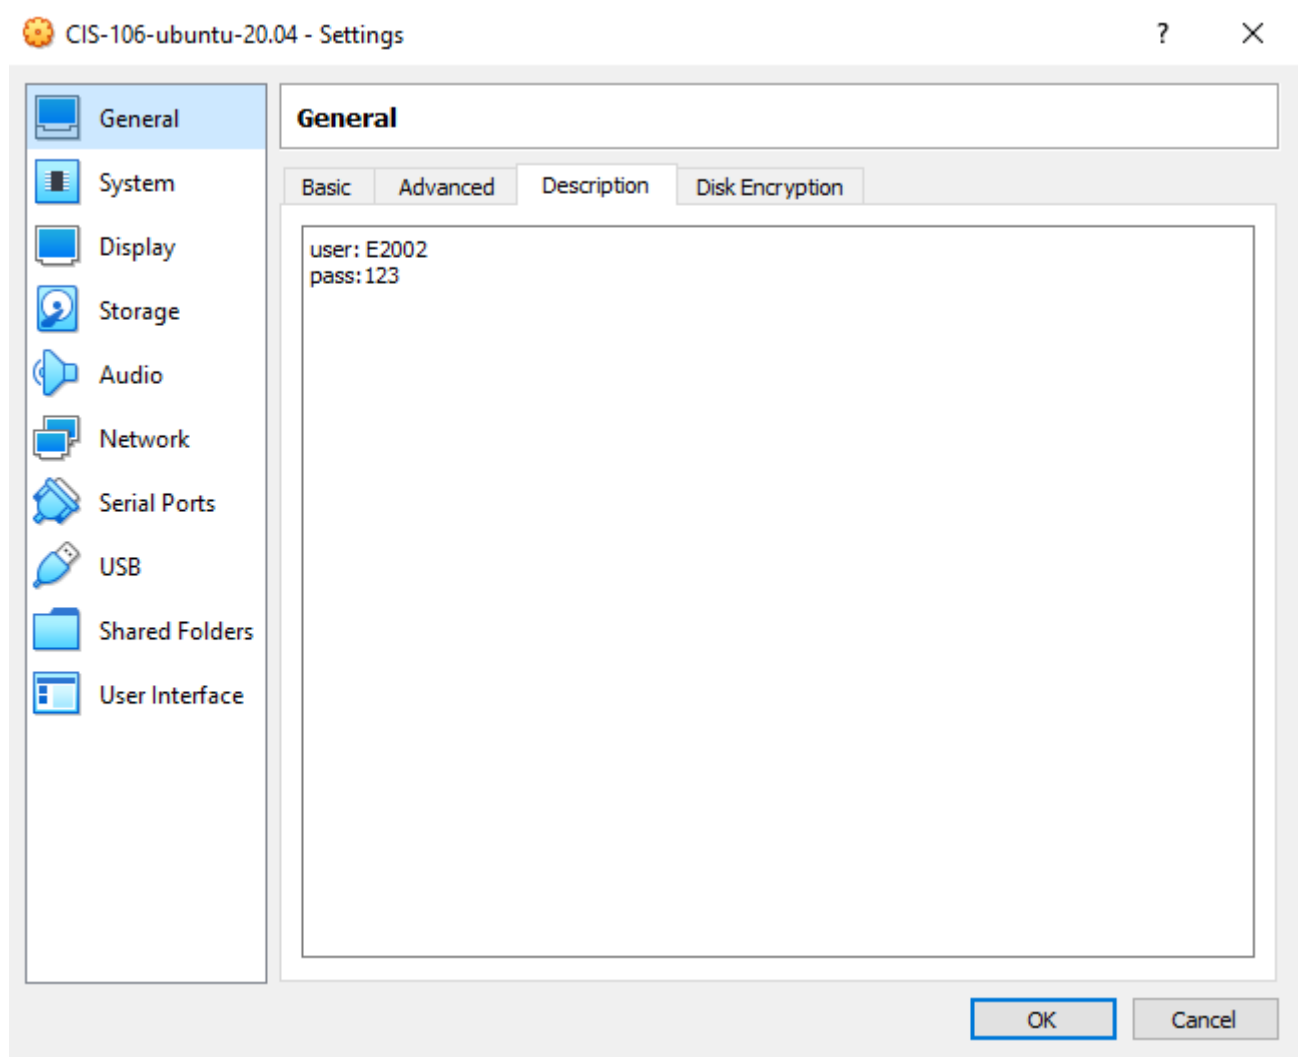 CIS-106-ubuntu-20.04 - Settings
?
General
System
Display
Storage
Audio
Network
Serial Ports
USB
Shared Folders
User Interface
General
Basic
Advanced
Description
Disk Encryption
user: E2002
pass:123
OK
Cancel